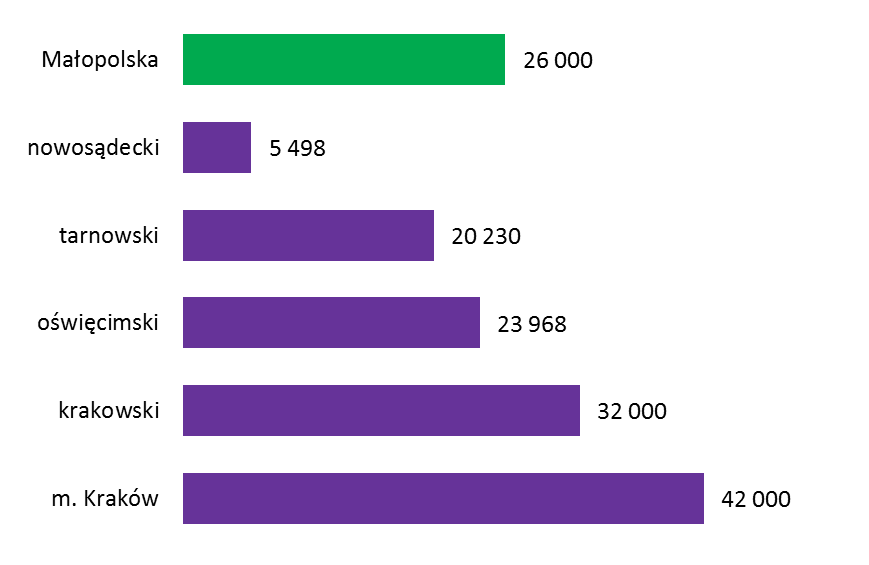 Małopolska 26 000
nowosądecki 5 498
tarnowski 20 230
oświęcimski 23 968
krakowski 32 000
m. Kraków 42 000